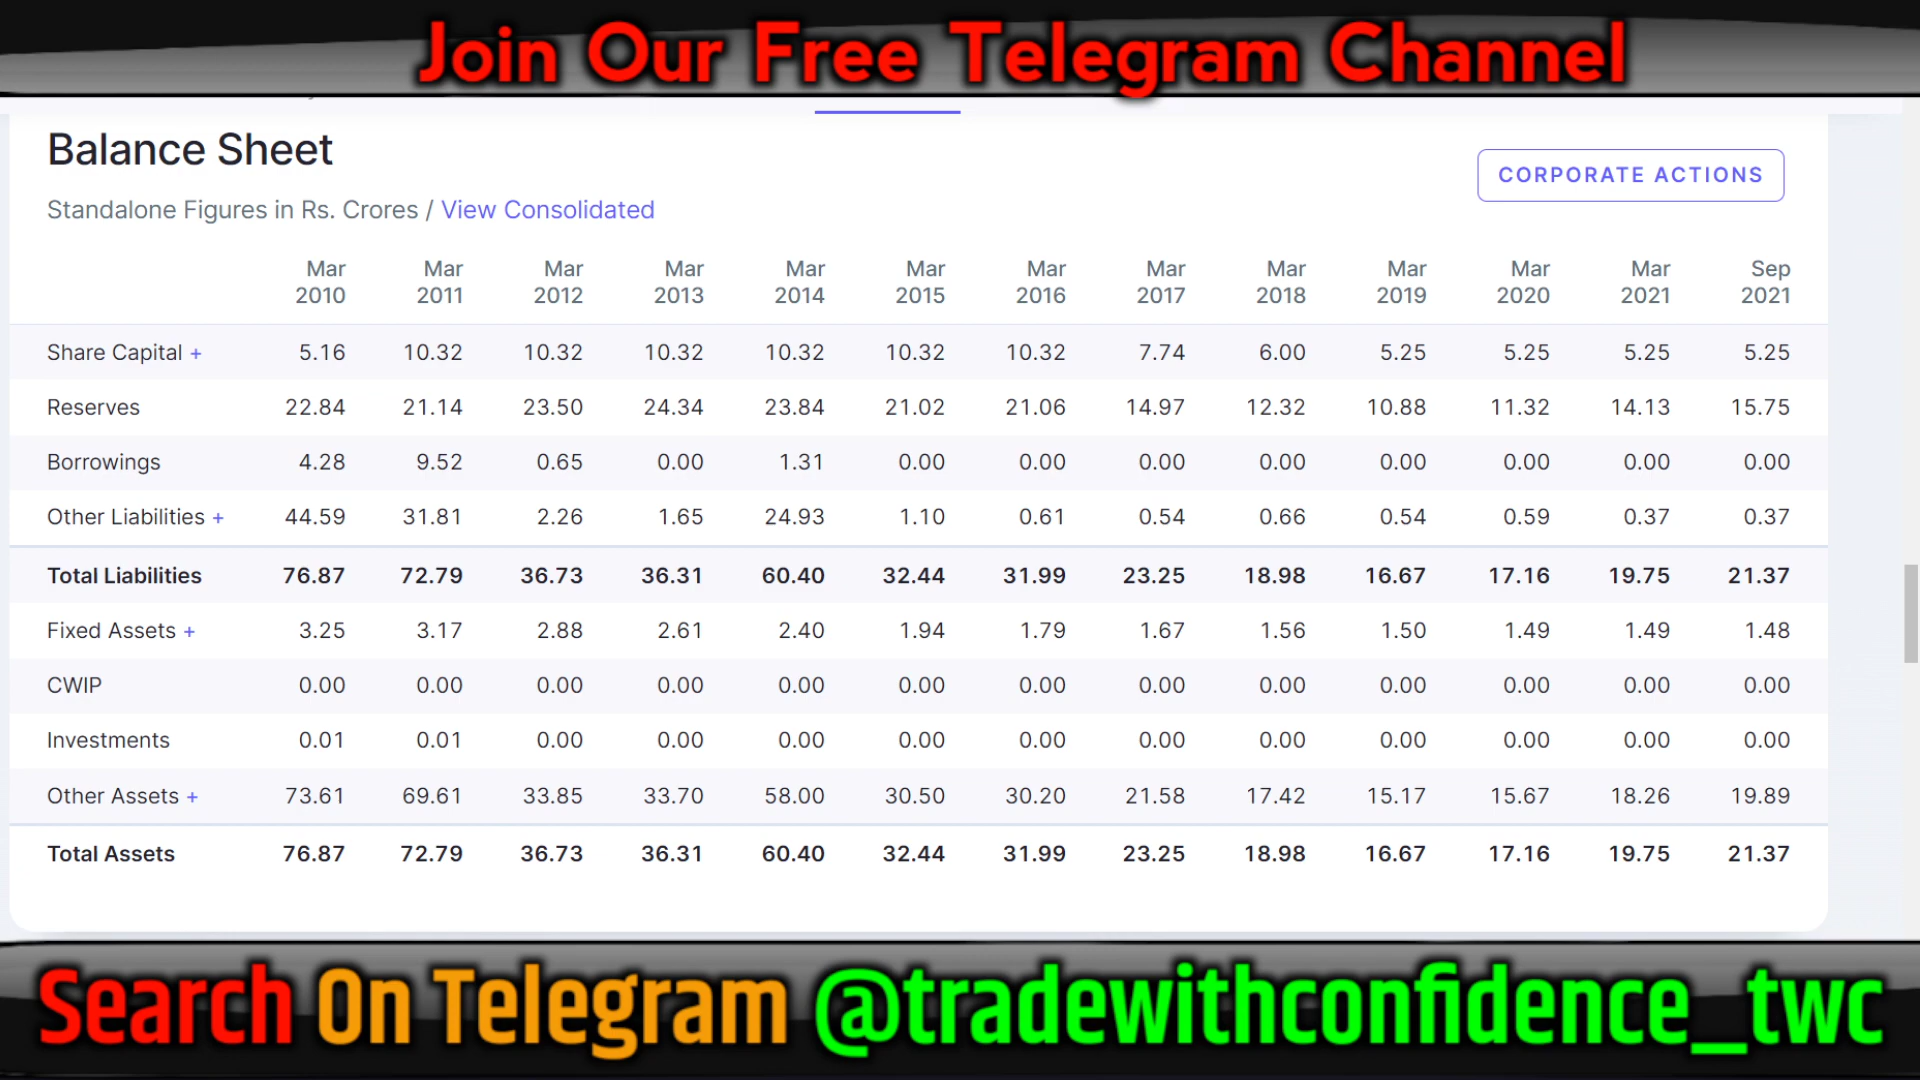 Join Our Free Telegram Channel
Balance Sheet
CORPORATE ACTIONS
Standalone Figures in Rs. Crores / View Consolidated
Mar Mar Mar Mar Mar Mar Mar Mar Mar Mar Mar Mar Sep
2010 2011 2012 2013 2014 2015 2016 2017 2018 2019 2020 2021 2021
Share Capital + 5.16 10.32 10.32 10.32 10.32 10.32 10.32 7.74 6.00 5.25 5.25 5.25 5.25
Reserves 22.84 21.14 23.50 24.34 23.84 21.02 21.06 14.97 12.32 10.88 11.32 14.13 15.75
Borrowings 4.28 9.52 0.65 0.00 1.31 0.00 0.00 0.00 0.00 0.00 0.00 0.00 0.00
Other Liabilities + 44.59 31.81 2.26 1.65 24.93 1.10 0.61 0.54 0.66 0.54 0.59 0.37 0.37
Total Liabilities 76.87 72.79 36.73 36.31 60.40 32.44 31.99 23.25 18.98 16.67 17.16 19.75 21.37
Fixed Assets + 3.25 3.17 2.88 2.61 2.40 1.94 1.79 1.67 1.56 1.50 1.49 1.49 1.48
CWIP 0.00 0.00 0.00 0.00 0.00 0.00 0.00 0.00 0.00 0.00 0.00 0.00 0.00
Investments 0.01 0.01 0.00 0.00 0.00 0.00 0.00 0.00 0.00 0.00 0.00 0.00 0.00
Other Assets + 73.61 69.61 33.85 33.70 58.00 30.50 30.20 21.58 17.42 15.17 15.67 18.26 19.89
Total Assets 76.87 72.79 36.73 36.31 60.40 32.44 31.99 23.25 18.98 16.67 17.16 19.75 21.37
Search On Telegram @tradewithconfidence_twc